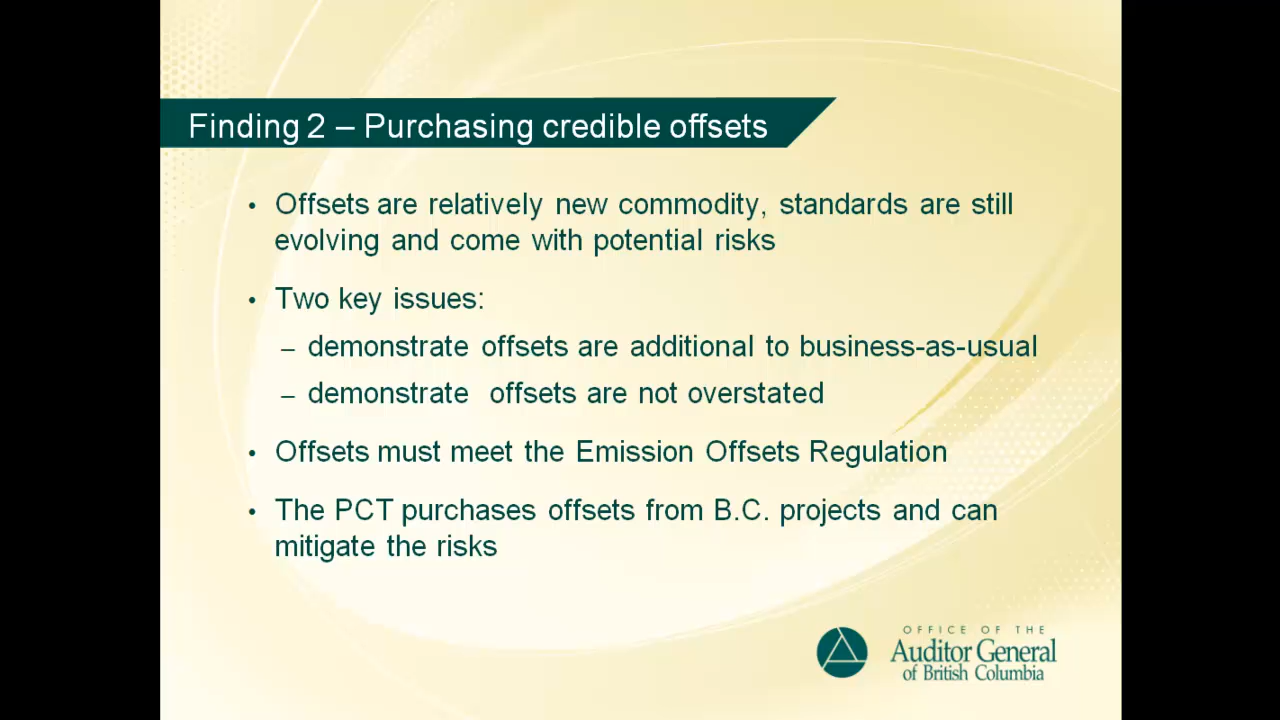 Finding 2 – Purchasing credible offsets
• Offsets are relatively new commodity, standards are still
evolving and come with potential risks
• Two key issues:
– demonstrate offsets are additional to business-as-usual
– demonstrate offsets are not overstated
• Offsets must meet the Emission Offsets Regulation
• The PCT purchases offsets from B.C. projects and can
mitigate the risks
OFFICE OF THE
Auditor General
of British Columbia